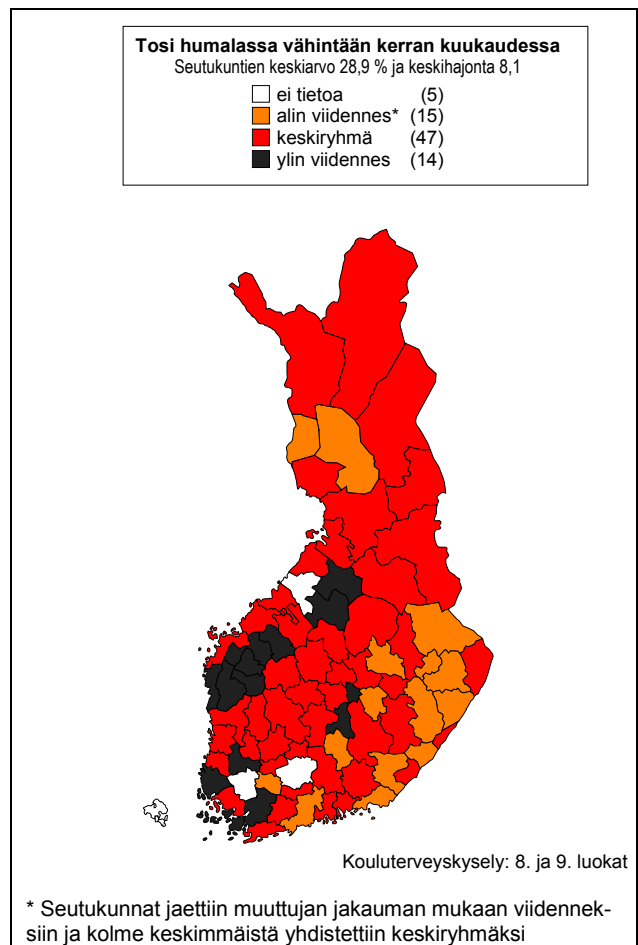 Tosi humalassa vähintään kerran kuukaudessa
Seutukuntien keskiarvo 28,9 % ja keskihajonta 8,1
ei tietoa (5)
alin viidennes* (15)
keskiryhmä (47)
ylin viidennes (14)
Kouluterveyskysely: 8. ja 9. luokat
* Seutukunnat jaettiin muuttujan jakauman mukaan viidennek-
siin ja kolme keskimmäistä yhdistettiin keskiryhmäksi